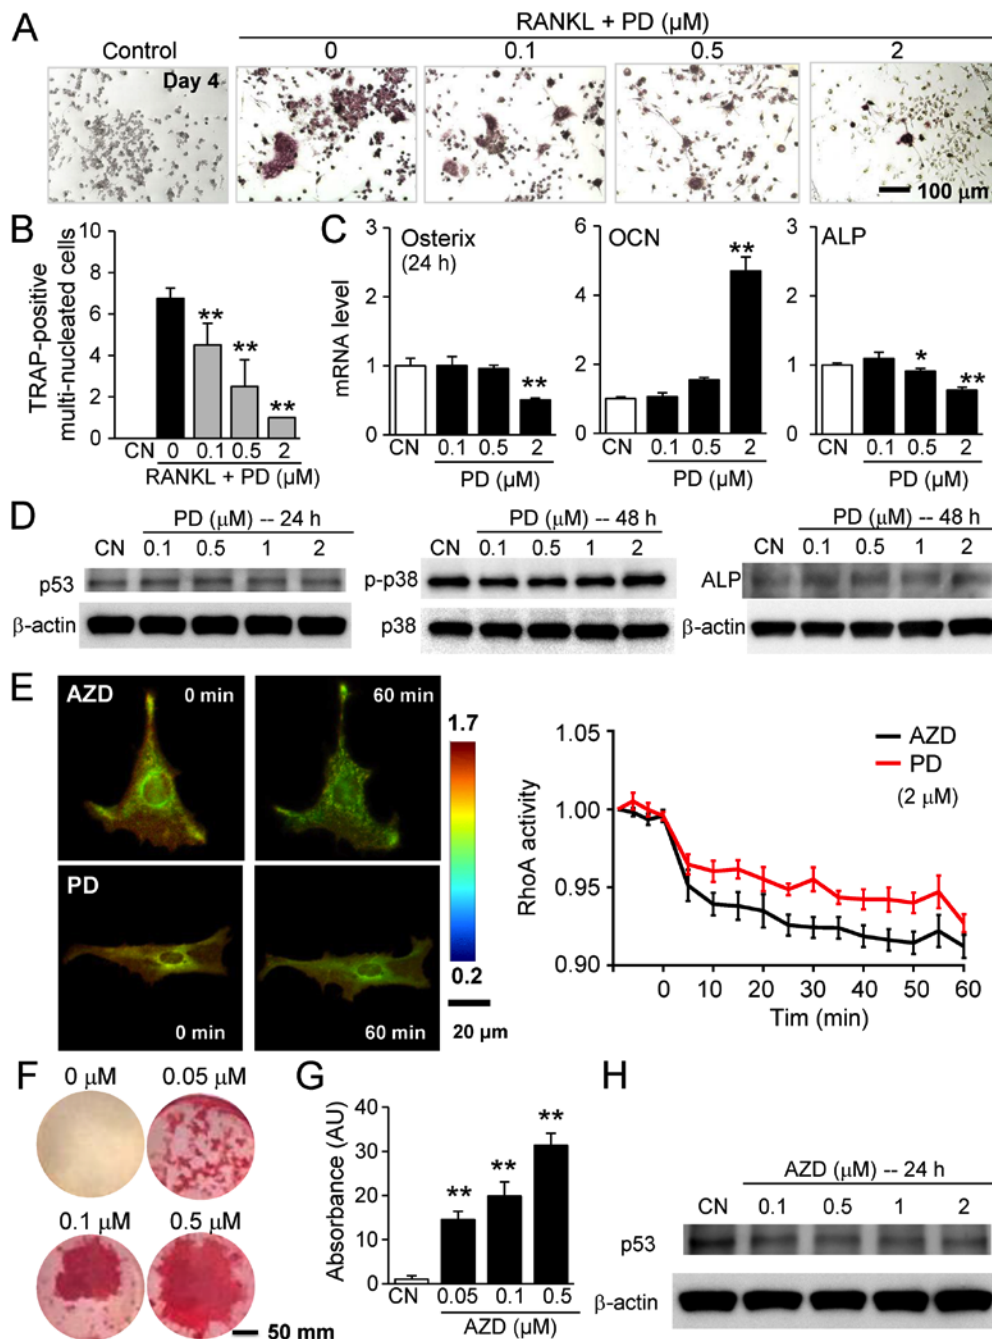 A
RANKL + PD (μM)
Control 0 0.1 0.5 2
Day 4
100 μm
B
TRAP-positive
multi-nucleated cells
10
8
6
4
2
0
** ** **
CN 0 0.1 0.5 2
RANKL + PD (μM)
C
mRNA level
Osterix
(24 h)
3
2
1
0
**
CN 0.1 0.5 2
PD (μM)
OCN
6
4
2
0
**
CN 0.1 0.5 2
PD (μM)
ALP
3
2
1
0
* **
CN 0.1 0.5 2
PD (μM)
D
PD (μM) -- 24 h
CN 0.1 0.5 1 2
p53
β-actin
PD (μM) -- 48 h
CN 0.1 0.5 1 2
p-p38
p38
PD (μM) -- 48 h
CN 0.1 0.5 1 2
ALP
β-actin
E
AZD 0 min 60 min
PD 0 min 60 min
1.7
0.2
20 μm
RhoA activity
1.05
1.00
0.95
0.90
AZD
PD
(2 μM)
0 10 20 30 40 50 60
Tim (min)
F
0 μM 0.05 μM
0.1 μM 0.5 μM
50 mm
G
Absorbance (AU)
40
30
20
10
0
** ** **
CN 0.05 0.1 0.5
AZD (μM)
H
AZD (μM) -- 24 h
CN 0.1 0.5 1 2
p53
β-actin